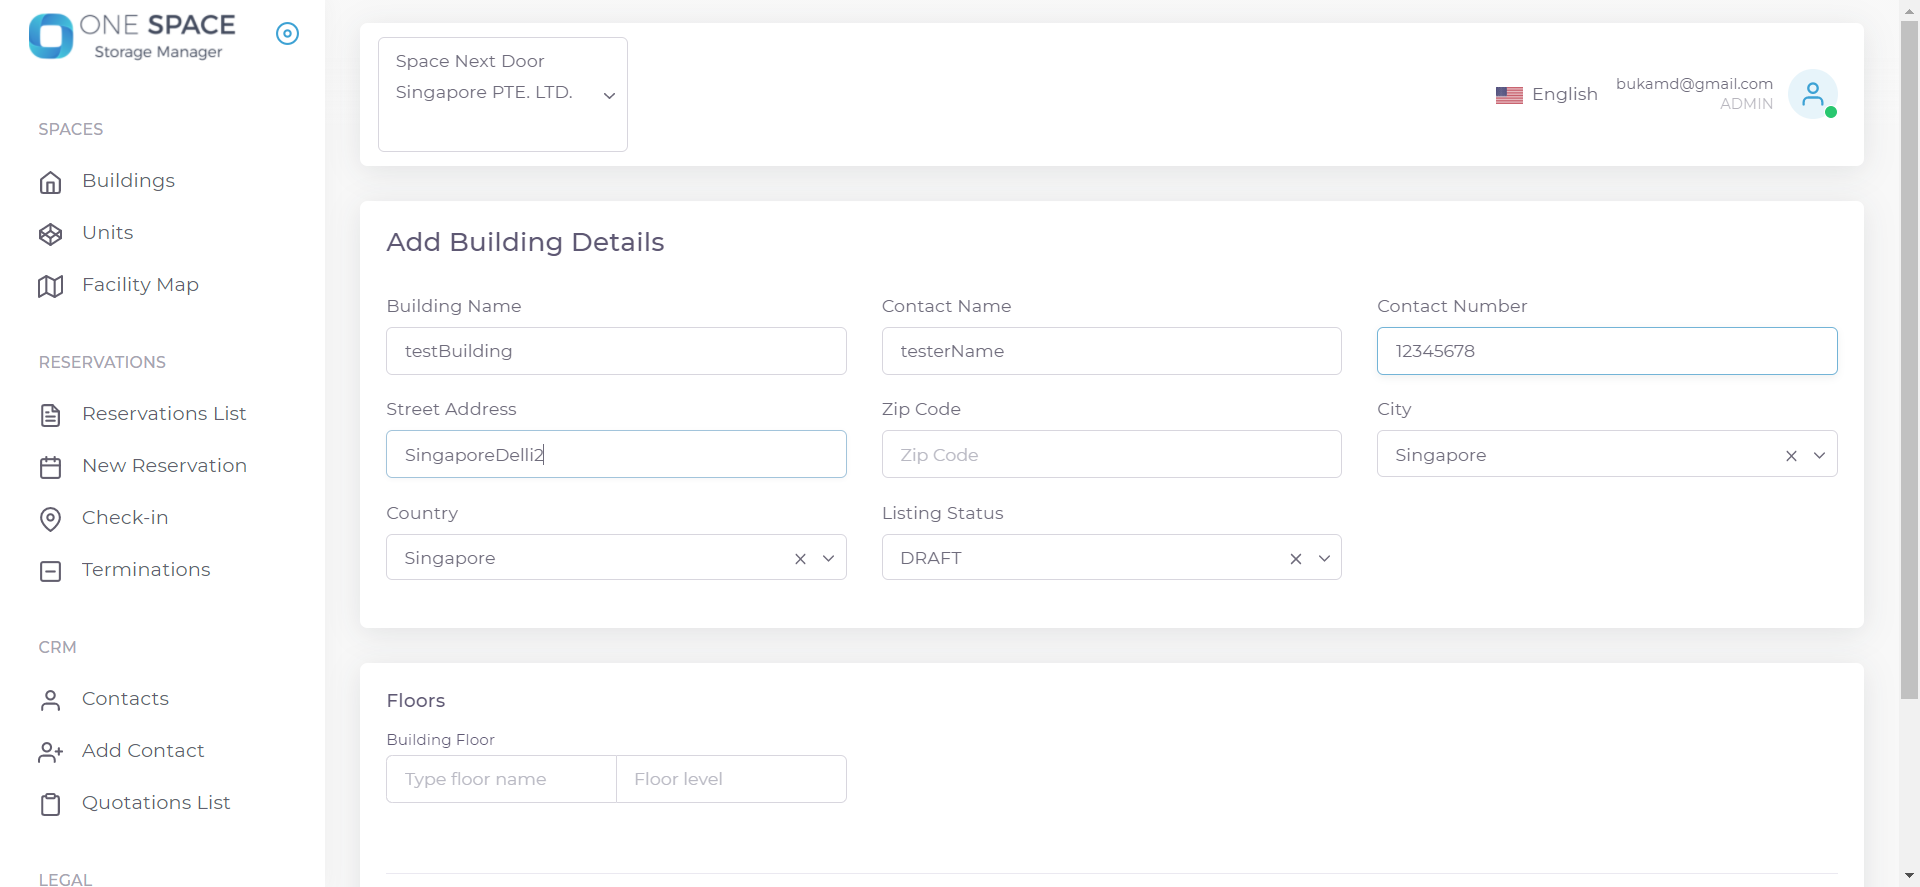 ONE SPACE
Storage Manager
SPACES
Buildings
Units
Facility Map
RESERVATIONS
Reservations List
New Reservation
Check-in
Terminations
CRM
Contacts
Add Contact
Quotations List
LEGAL
Space Next Door
Singapore PTE. LTD.
English
bukamd@gmail.com
ADMIN
Add Building Details
Building Name
Contact Name
Contact Number
testBuilding
testerName
12345678
Street Address
Zip Code
City
SingaporeDelli2
Zip Code
Singapore
Country
Listing Status
Singapore
DRAFT
Floors
Building Floor
Type floor name
Floor level